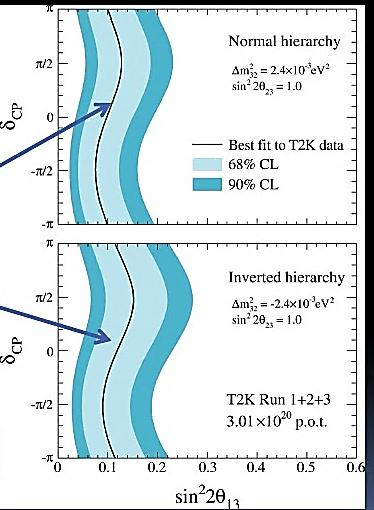 π
π/2
0
-π/2
-π
δCP
Normal hierarchy
Δm²₃₂ = 2.4×10⁻³eV²
sin²2θ₂₃ = 1.0
Best fit to T2K data
68% CL
90% CL
π
π/2
0
-π/2
-π
δCP
Inverted hierarchy
Δm²₃₂ = -2.4×10⁻³eV²
sin²2θ₂₃ = 1.0
T2K Run 1+2+3
3.01×10²⁰ p.o.t.
0 0.1 0.2 0.3 0.4 0.5 0.6
sin²2θ₁₃